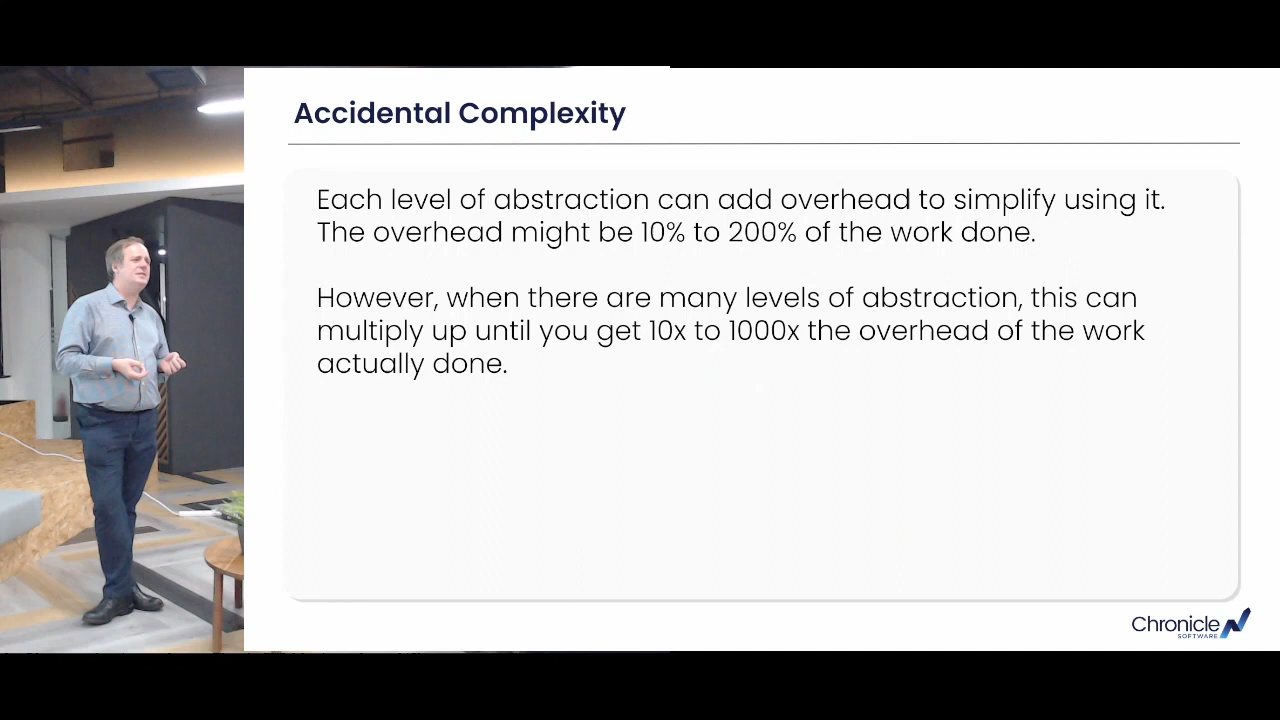 Accidental Complexity
Each level of abstraction can add overhead to simplify using it.
The overhead might be 10% to 200% of the work done.
However, when there are many levels of abstraction, this can
multiply up until you get 10x to 1000x the overhead of the work
actually done.
Chronicle
SOFTWARE